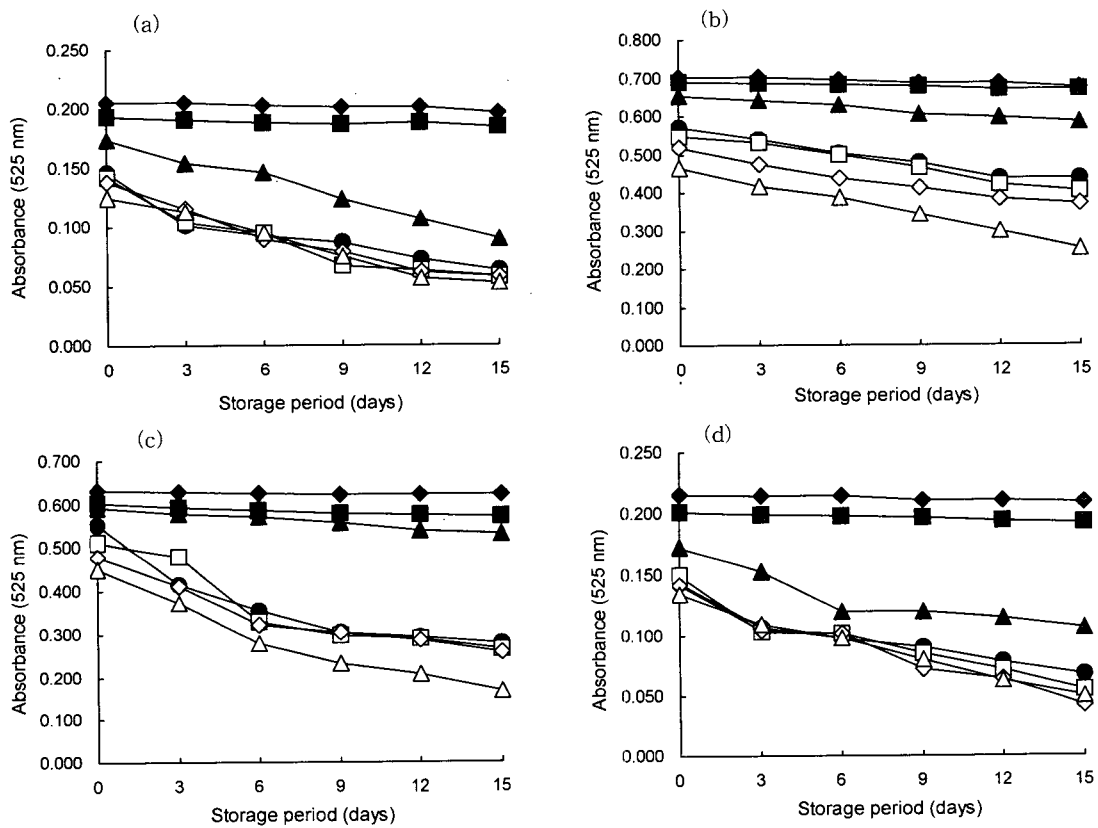 (a)
0.250
0.200
0.150
0.100
0.050
0.000
Absorbance (525 nm)
0 3 6 9 12 15
Storage period (days)
(b)
0.800
0.700
0.600
0.500
0.400
0.300
0.200
0.100
0.000
Absorbance (525 nm)
0 3 6 9 12 15
Storage period (days)
(c)
0.700
0.600
0.500
0.400
0.300
0.200
0.100
0.000
Absorbance (525 nm)
0 3 6 9 12 15
Storage period (days)
(d)
0.250
0.200
0.150
0.100
0.050
0.000
Absorbance (525 nm)
0 3 6 9 12 15
Storage period (days)